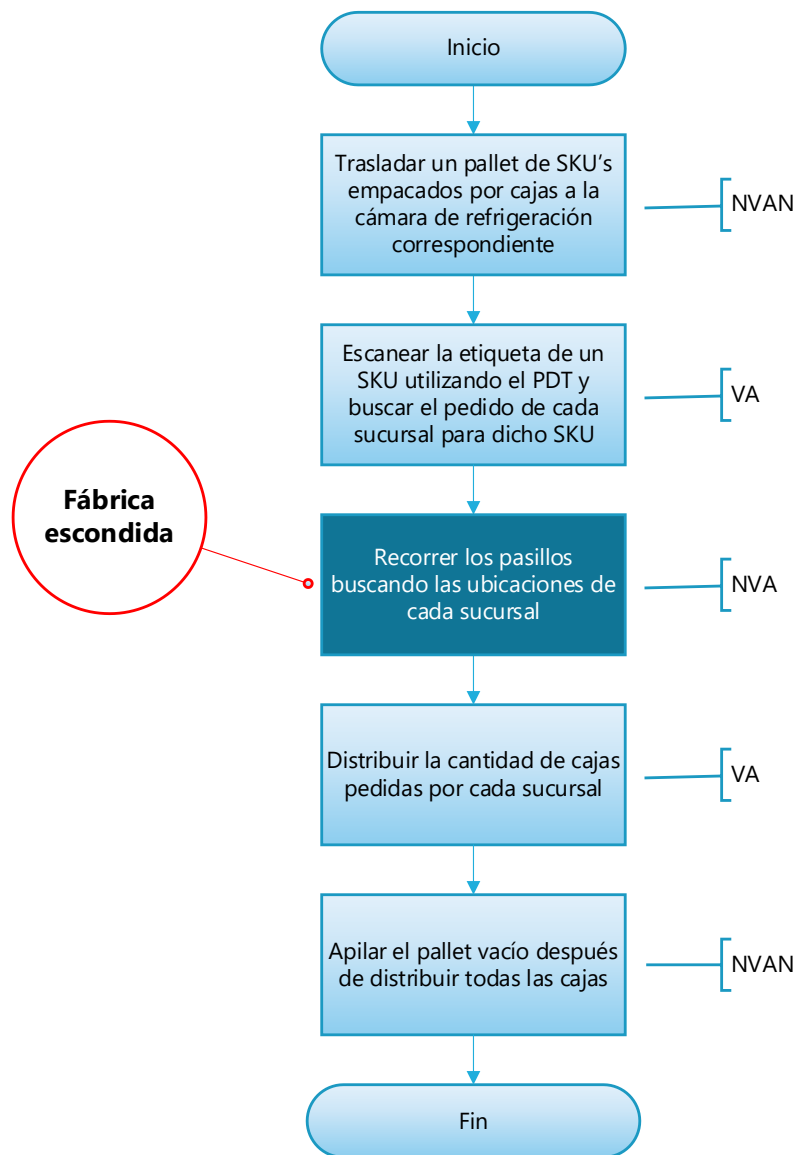 Inicio
Trasladar un pallet de SKU’s
empacados por cajas a la
cámara de refrigeración
correspondiente
NVAN
Escanear la etiqueta de un
SKU utilizando el PDT y
buscar el pedido de cada
sucursal para dicho SKU
VA
Fábrica
escondida
Recorrer los pasillos
buscando las ubicaciones de
cada sucursal
NVA
Distribuir la cantidad de cajas
pedidas por cada sucursal
VA
Apilar el pallet vacío después
de distribuir todas las cajas
NVAN
Fin